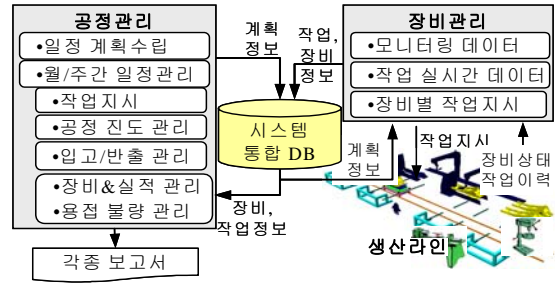 공정관리
•일정 계획수립
•월/주간 일정관리
•작업지시
•공정 진도 관리
•입고/반출 관리
•장비&실적 관리
•용접 불량 관리
각종 보고서
계획
정보
작업,
장비
정보
시스템
통합 DB
장비,
작업정보
계획
정보
장비관리
•모니터링 데이터
•작업 실시간 데이터
•장비별 작업지시
작업지시
장비상태
작업이력
생산라인